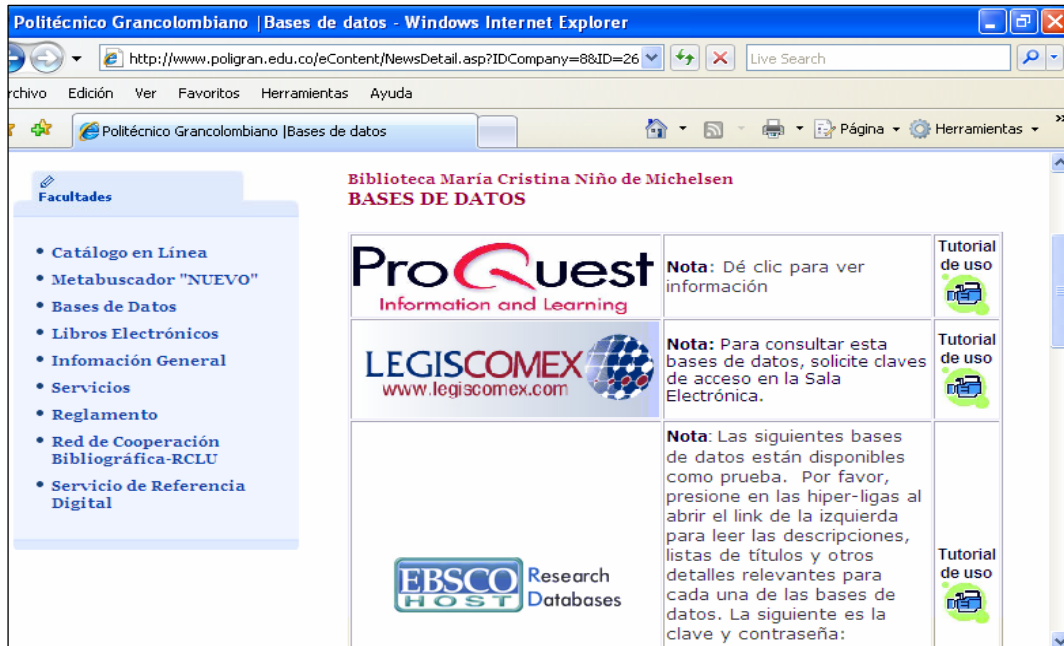 Politécnico Grancolombiano |Bases de datos - Windows Internet Explorer
http://www.poligran.edu.co/eContent/NewsDetail.asp?IDCompany=8&ID=26
Live Search
rchivo Edición Ver Favoritos Herramientas Ayuda
Politécnico Grancolombiano |Bases de datos
Página Herramientas
Facultades
• Catálogo en Línea
• Metabuscador "NUEVO"
• Bases de Datos
• Libros Electrónicos
• Infomación General
• Servicios
• Reglamento
• Red de Cooperación
Bibliográfica-RCLU
• Servicio de Referencia
Digital
Biblioteca María Cristina Niño de Michelsen
BASES DE DATOS
ProQuest
Information and Learning
Nota: Dé clic para ver
información
Tutorial
de uso
LEGISCOMEX
www.legiscomex.com
Nota: Para consultar esta
bases de datos, solicite claves
de acceso en la Sala
Electrónica.
Tutorial
de uso
EBSCO
HOST
Research
Databases
Nota: Las siguientes bases
de datos están disponibles
como prueba. Por favor,
presione en las hiper-ligas al
abrir el link de la izquierda
para leer las descripciones,
listas de títulos y otros
detalles relevantes para
cada una de las bases de
datos. La siguiente es la
clave y contraseña:
Tutorial
de uso